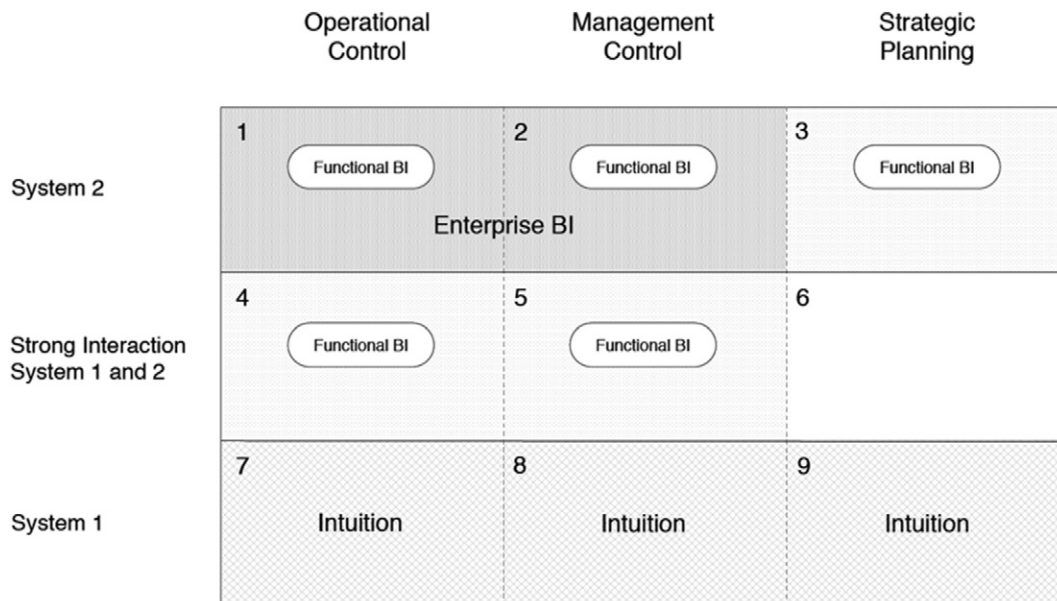 Operational
Control
Management
Control
Strategic
Planning
System 2
1
Functional BI
2
Functional BI
3
Functional BI
Enterprise BI
Strong Interaction
System 1 and 2
4
Functional BI
5
Functional BI
6
System 1
7
Intuition
8
Intuition
9
Intuition